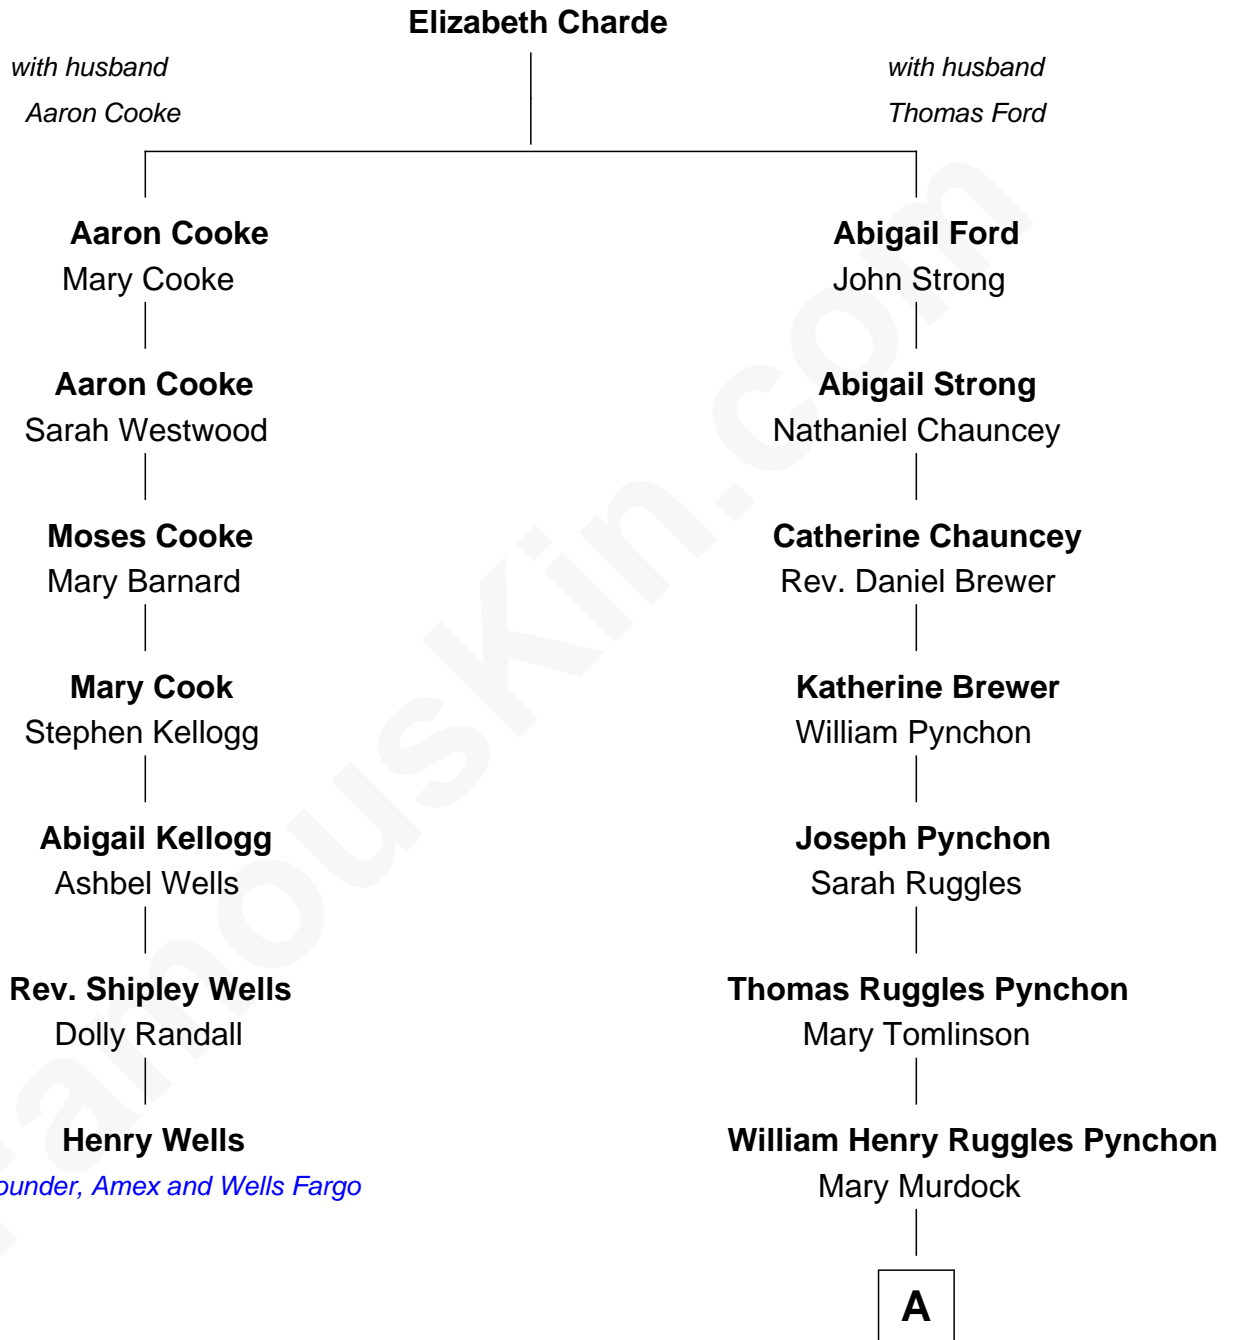 Elizabeth Charde
with husband
Aaron Cooke
with husband
Thomas Ford
Aaron Cooke
Mary Cooke
Abigail Ford
John Strong
Aaron Cooke
Sarah Westwood
Abigail Strong
Nathaniel Chauncey
Moses Cooke
Mary Barnard
Catherine Chauncey
Rev. Daniel Brewer
Mary Cook
Stephen Kellogg
Katherine Brewer
William Pynchon
Abigail Kellogg
Ashbel Wells
Joseph Pynchon
Sarah Ruggles
Rev. Shipley Wells
Dolly Randall
Thomas Ruggles Pynchon
Mary Tomlinson
Henry Wells
ounder, Amex and Wells Fargo
William Henry Ruggles Pynchon
Mary Murdock
A
FamousKin.com